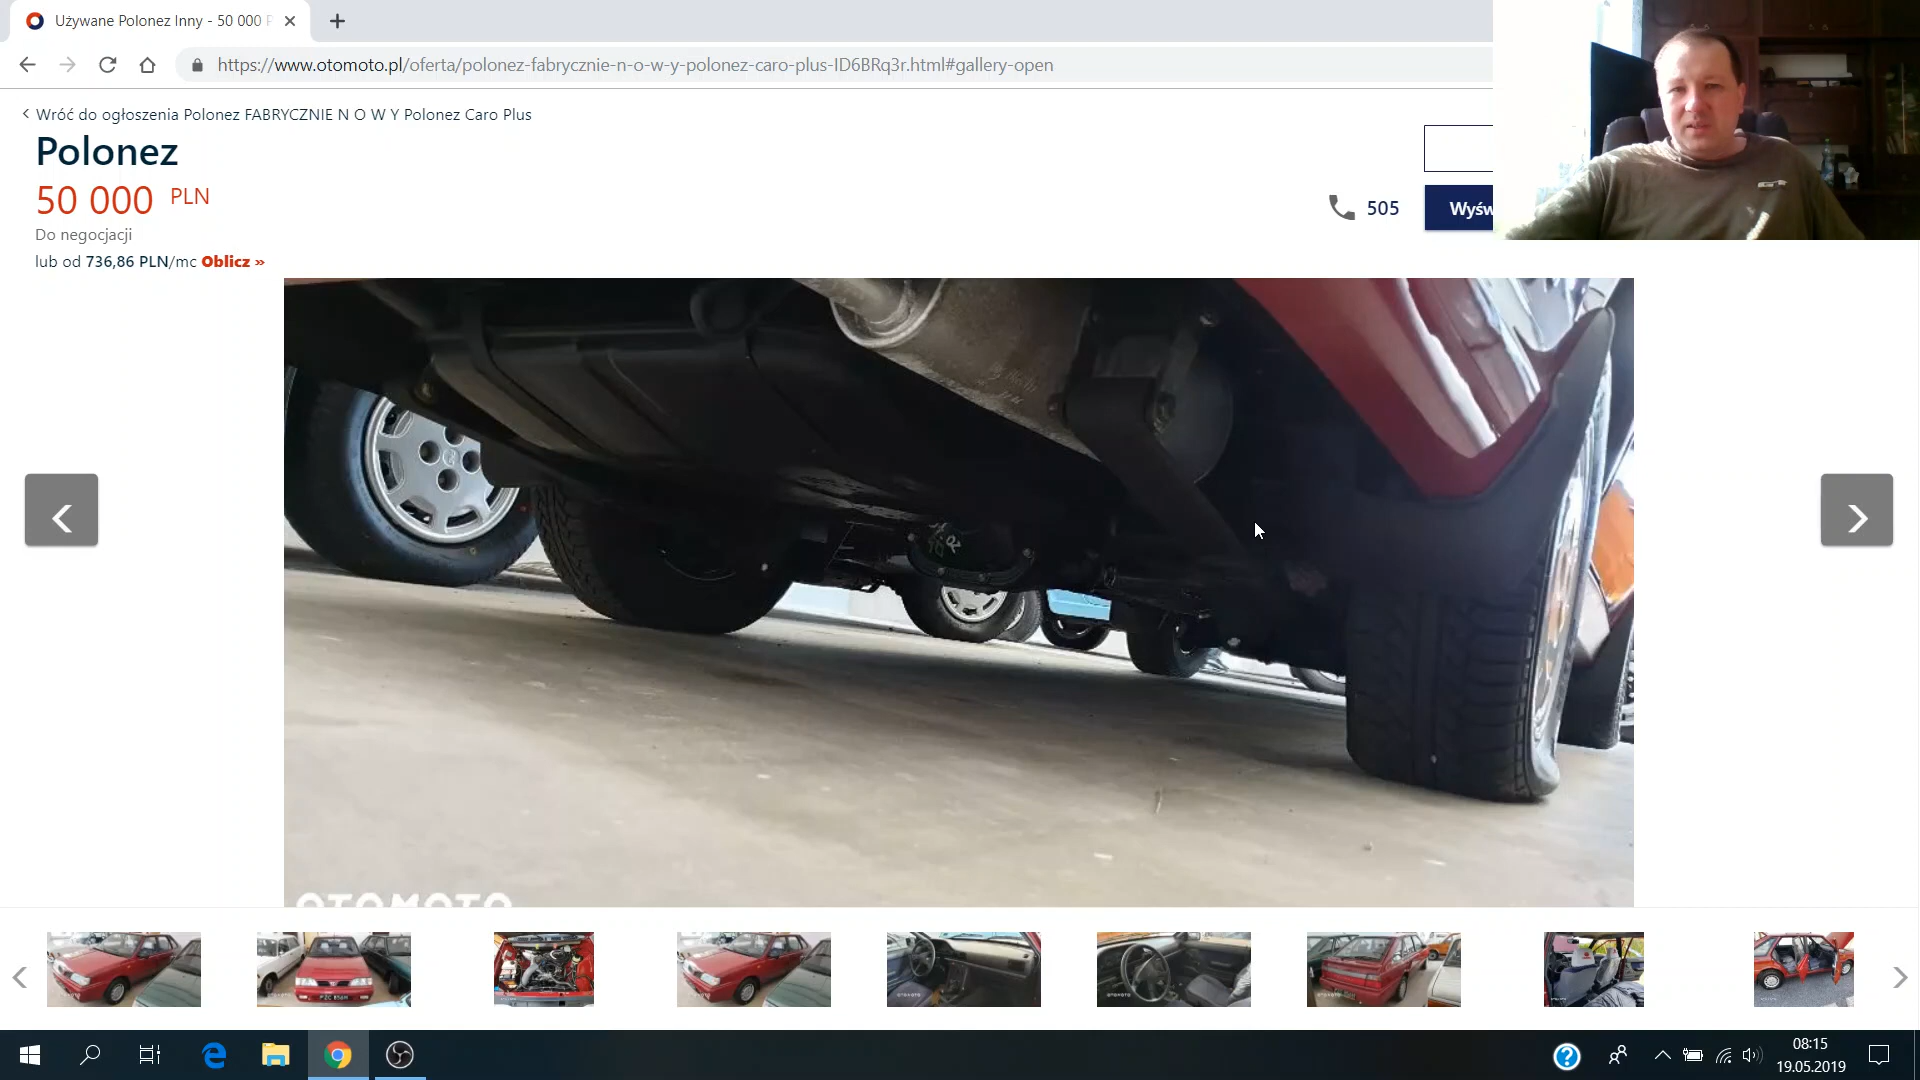 Używane Polonez Inny - 50 000 P
https://www.otomoto.pl/oferta/polonez-fabrycznie-n-o-w-y-polonez-caro-plus-ID6BRq3r.html#gallery-open
Wróć do ogłoszenia Polonez FABRYCZNIE N O W Y Polonez Caro Plus
Polonez
50 000 PLN
Do negocjacji
lub od 736,86 PLN/mc Oblicz »
505
Wyśw
OTOMOTO
08:15
19.05.2019